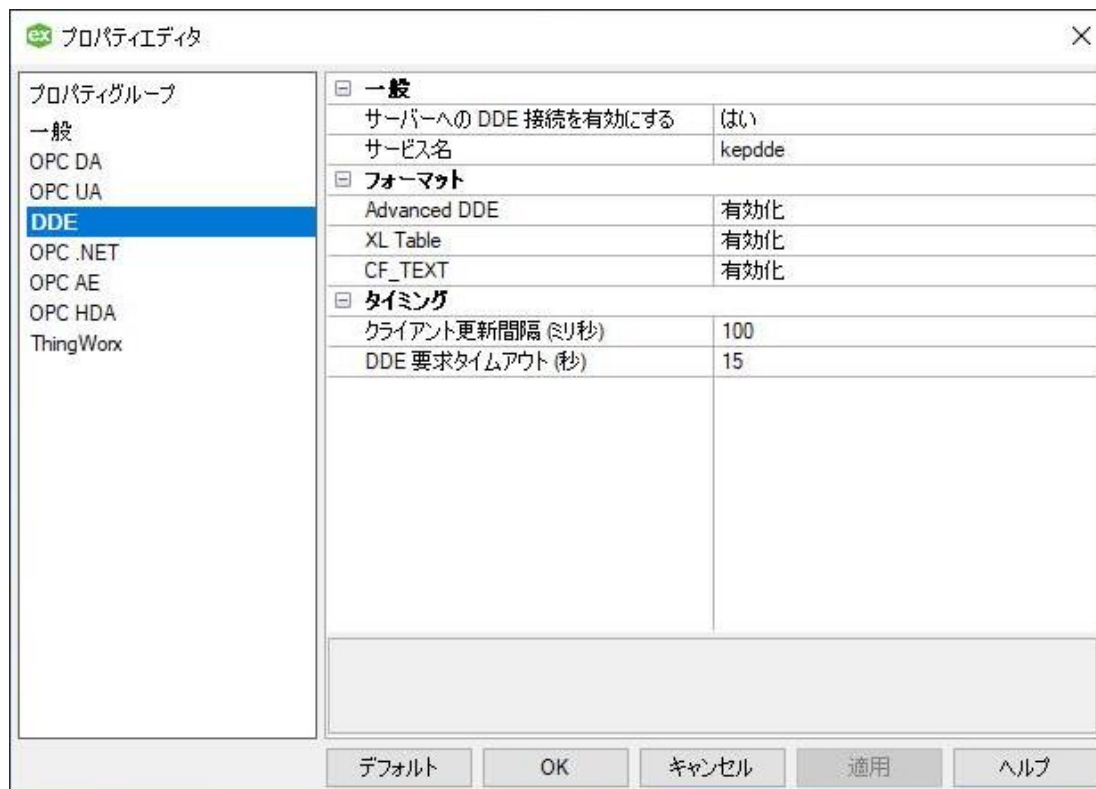 ex プロパティエディタ
プロパティグループ
一般
OPC DA
OPC UA
DDE
OPC .NET
OPC AE
OPC HDA
ThingWorx
一般
サーバーへの DDE 接続を有効にする はい
サービス名 kepdde
フォーマット
Advanced DDE 有効化
XL Table 有効化
CF_TEXT 有効化
タイミング
クライアント更新間隔 (ミリ秒) 100
DDE 要求タイムアウト (秒) 15
デフォルト OK キャンセル 適用 ヘルプ